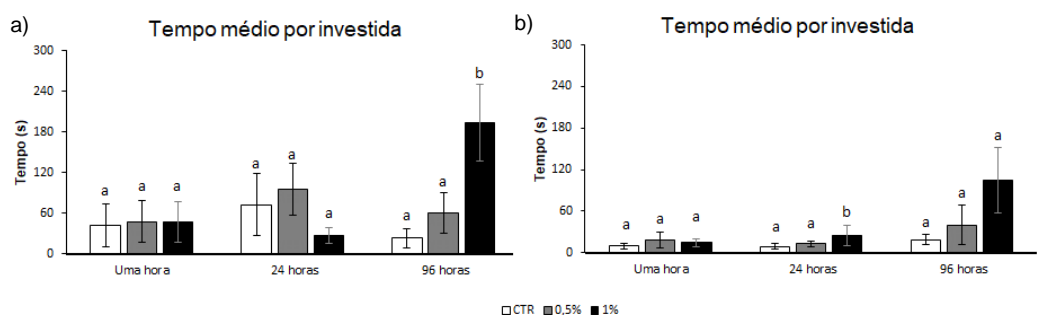 a)
Tempo médio por investida
Tempo (s)
300
240
180
120
60
0
a a a
a a a
a a b
Uma hora 24 horas 96 horas
b)
Tempo médio por investida
Tempo (s)
300
240
180
120
60
0
a a a
a a b
a a a
Uma hora 24 horas 96 horas
CTR 0,5% 1%